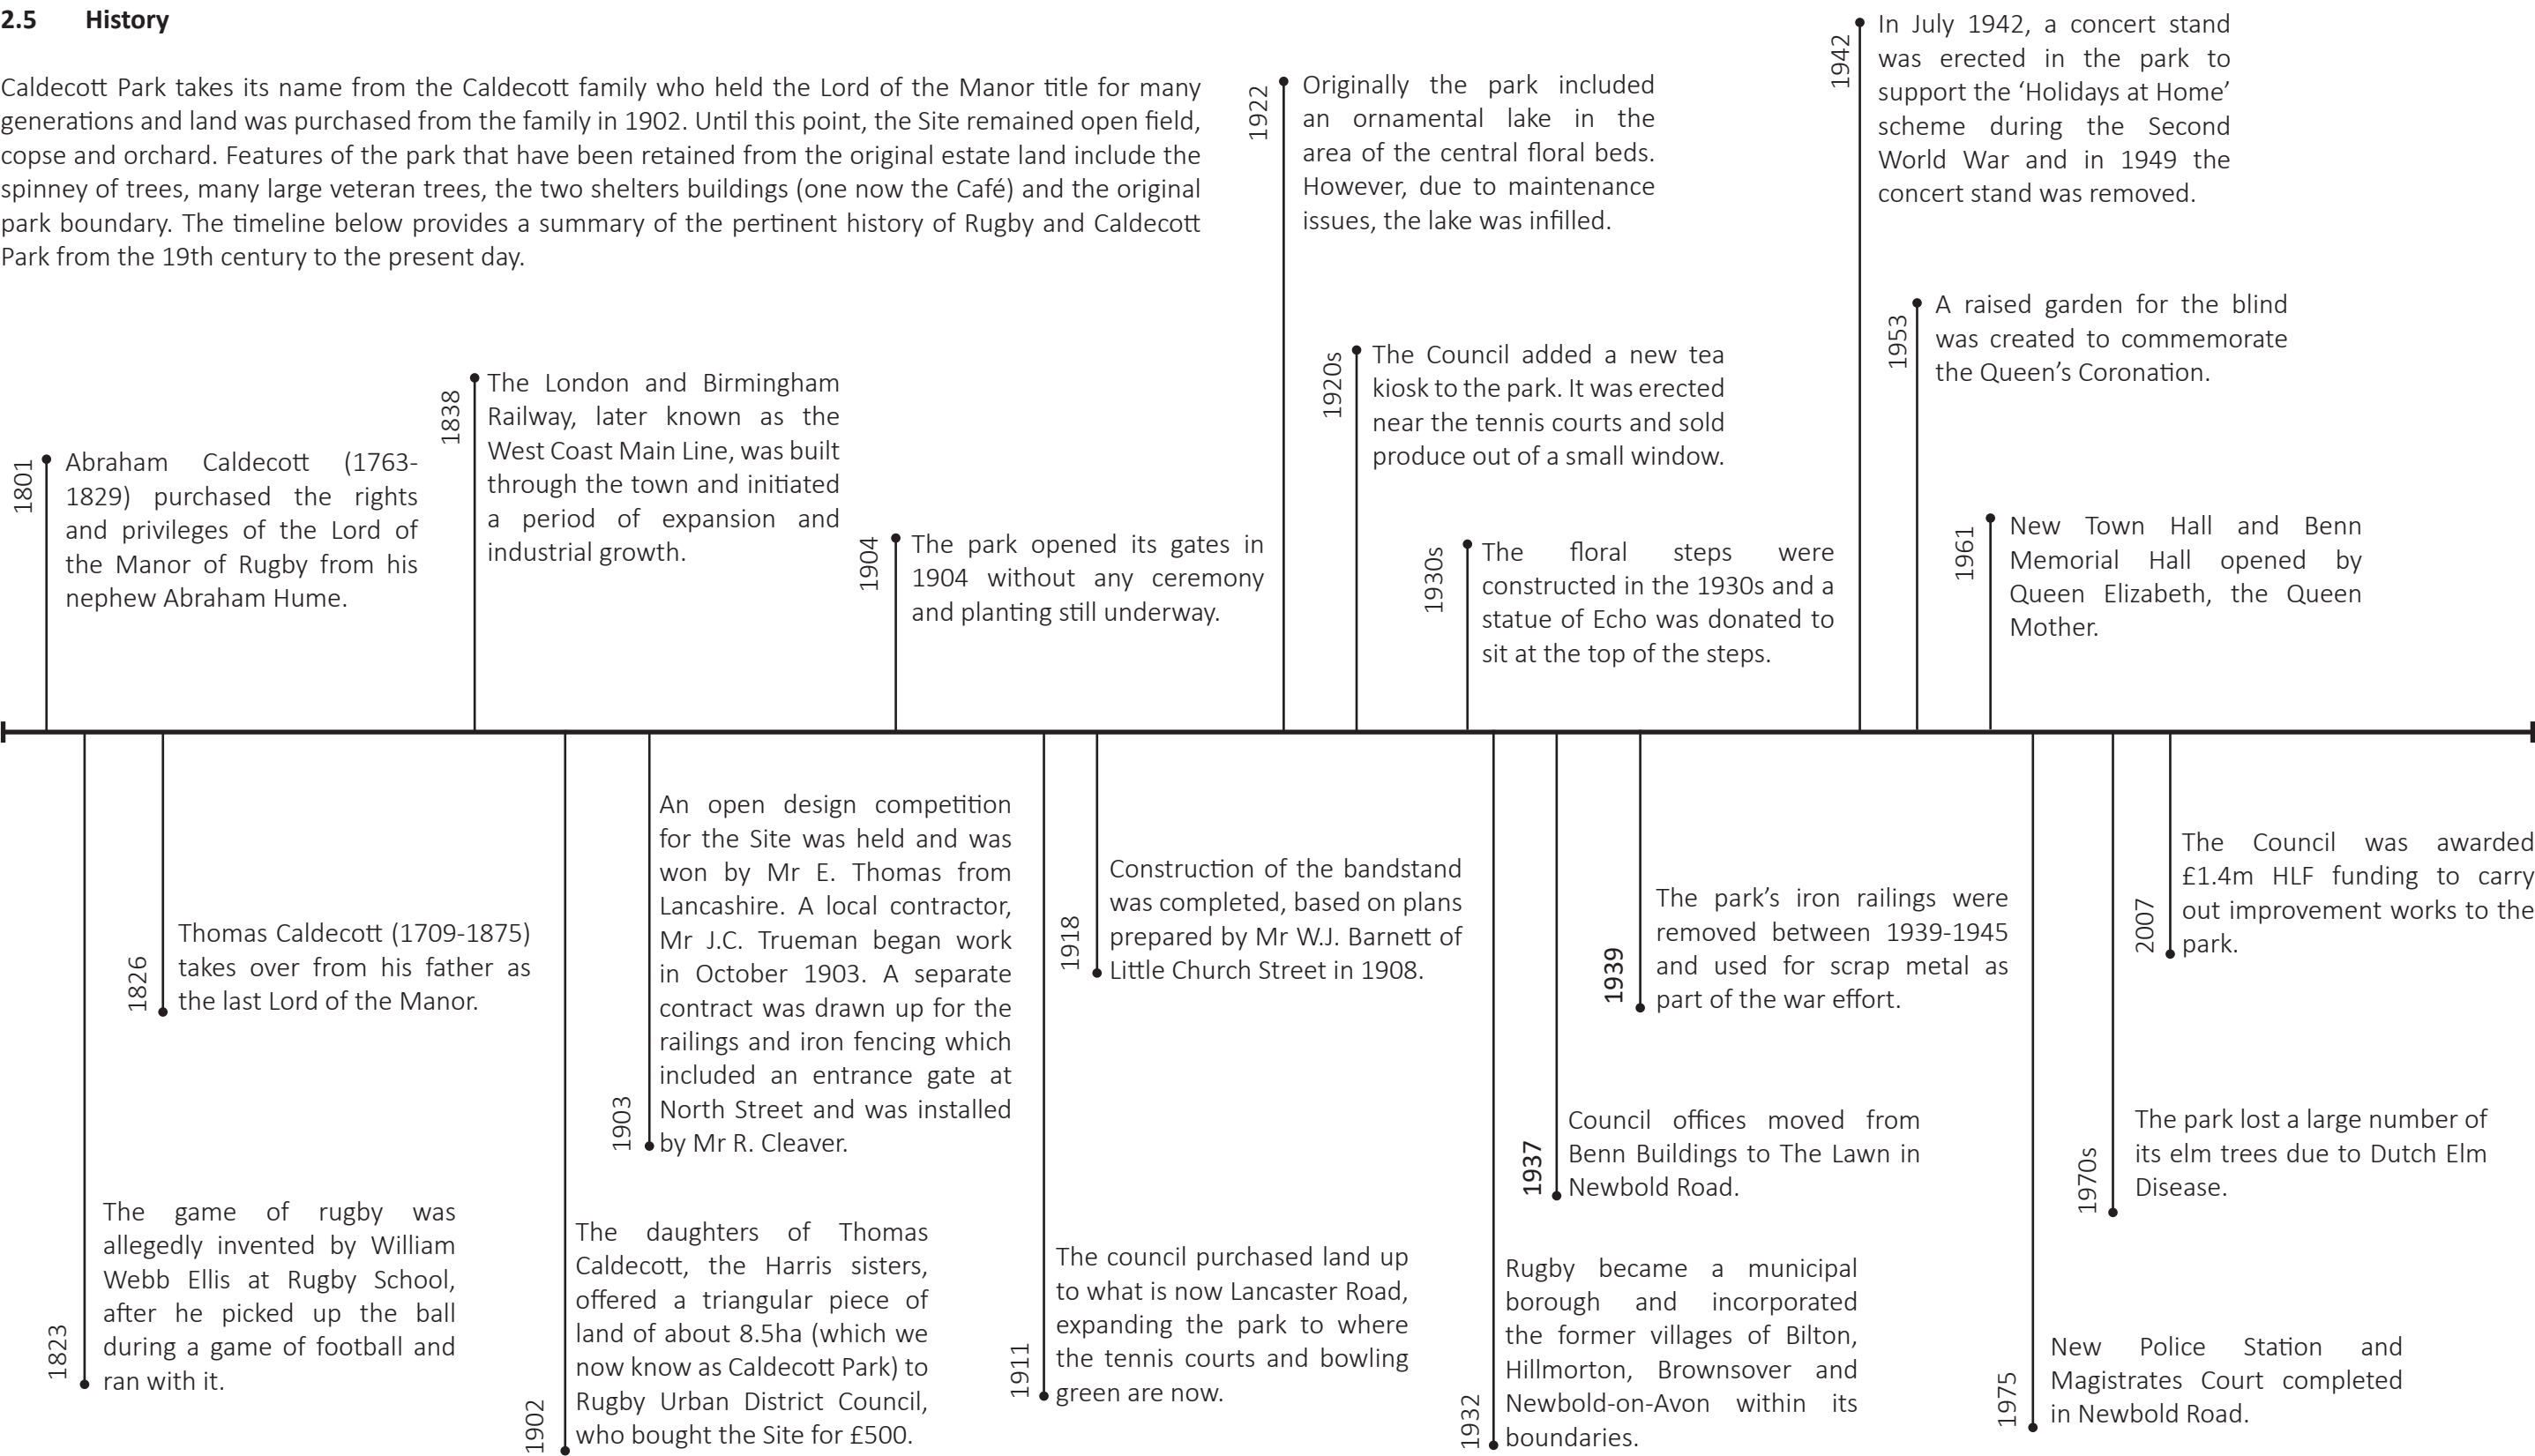 2.5 History
Caldecott Park takes its name from the Caldecott family who held the Lord of the Manor title for many
generations and land was purchased from the family in 1902. Until this point, the Site remained open field,
copse and orchard. Features of the park that have been retained from the original estate land include the
spinney of trees, many large veteran trees, the two shelters buildings (one now the Café) and the original
park boundary. The timeline below provides a summary of the pertinent history of Rugby and Caldecott
Park from the 19th century to the present day.
1801
Abraham Caldecott (1763-
1829) purchased the rights
and privileges of the Lord of
the Manor of Rugby from his
nephew Abraham Hume.
1823
The game of rugby was
allegedly invented by William
Webb Ellis at Rugby School,
after he picked up the ball
during a game of football and
ran with it.
1826
Thomas Caldecott (1709-1875)
takes over from his father as
the last Lord of the Manor.
1838
The London and Birmingham
Railway, later known as the
West Coast Main Line, was built
through the town and initiated
a period of expansion and
industrial growth.
1902
The daughters of Thomas
Caldecott, the Harris sisters,
offered a triangular piece of
land of about 8.5ha (which we
now know as Caldecott Park) to
Rugby Urban District Council,
who bought the Site for £500.
1903
An open design competition
for the Site was held and was
won by Mr E. Thomas from
Lancashire. A local contractor,
Mr J.C. Trueman began work
in October 1903. A separate
contract was drawn up for the
railings and iron fencing which
included an entrance gate at
North Street and was installed
by Mr R. Cleaver.
1904
The park opened its gates in
1904 without any ceremony
and planting still underway.
1911
The council purchased land up
to what is now Lancaster Road,
expanding the park to where
the tennis courts and bowling
green are now.
1918
Construction of the bandstand
was completed, based on plans
prepared by Mr W.J. Barnett of
Little Church Street in 1908.
1922
Originally the park included
an ornamental lake in the
area of the central floral beds.
However, due to maintenance
issues, the lake was infilled.
1920s
The Council added a new tea
kiosk to the park. It was erected
near the tennis courts and sold
produce out of a small window.
1930s
The floral steps were
constructed in the 1930s and a
statue of Echo was donated to
sit at the top of the steps.
1932
Rugby became a municipal
borough and incorporated
the former villages of Bilton,
Hillmorton, Brownsover and
Newbold-on-Avon within its
boundaries.
1937
Council offices moved from
Benn Buildings to The Lawn in
Newbold Road.
1939
The park's iron railings were
removed between 1939-1945
and used for scrap metal as
part of the war effort.
1942
In July 1942, a concert stand
was erected in the park to
support the ‘Holidays at Home’
scheme during the Second
World War and in 1949 the
concert stand was removed.
1953
A raised garden for the blind
was created to commemorate
the Queen’s Coronation.
1961
New Town Hall and Benn
Memorial Hall opened by
Queen Elizabeth, the Queen
Mother.
1975
New Police Station and
Magistrates Court completed
in Newbold Road.
1970s
The park lost a large number of
its elm trees due to Dutch Elm
Disease.
2007
The Council was awarded
£1.4m HLF funding to carry
out improvement works to the
park.